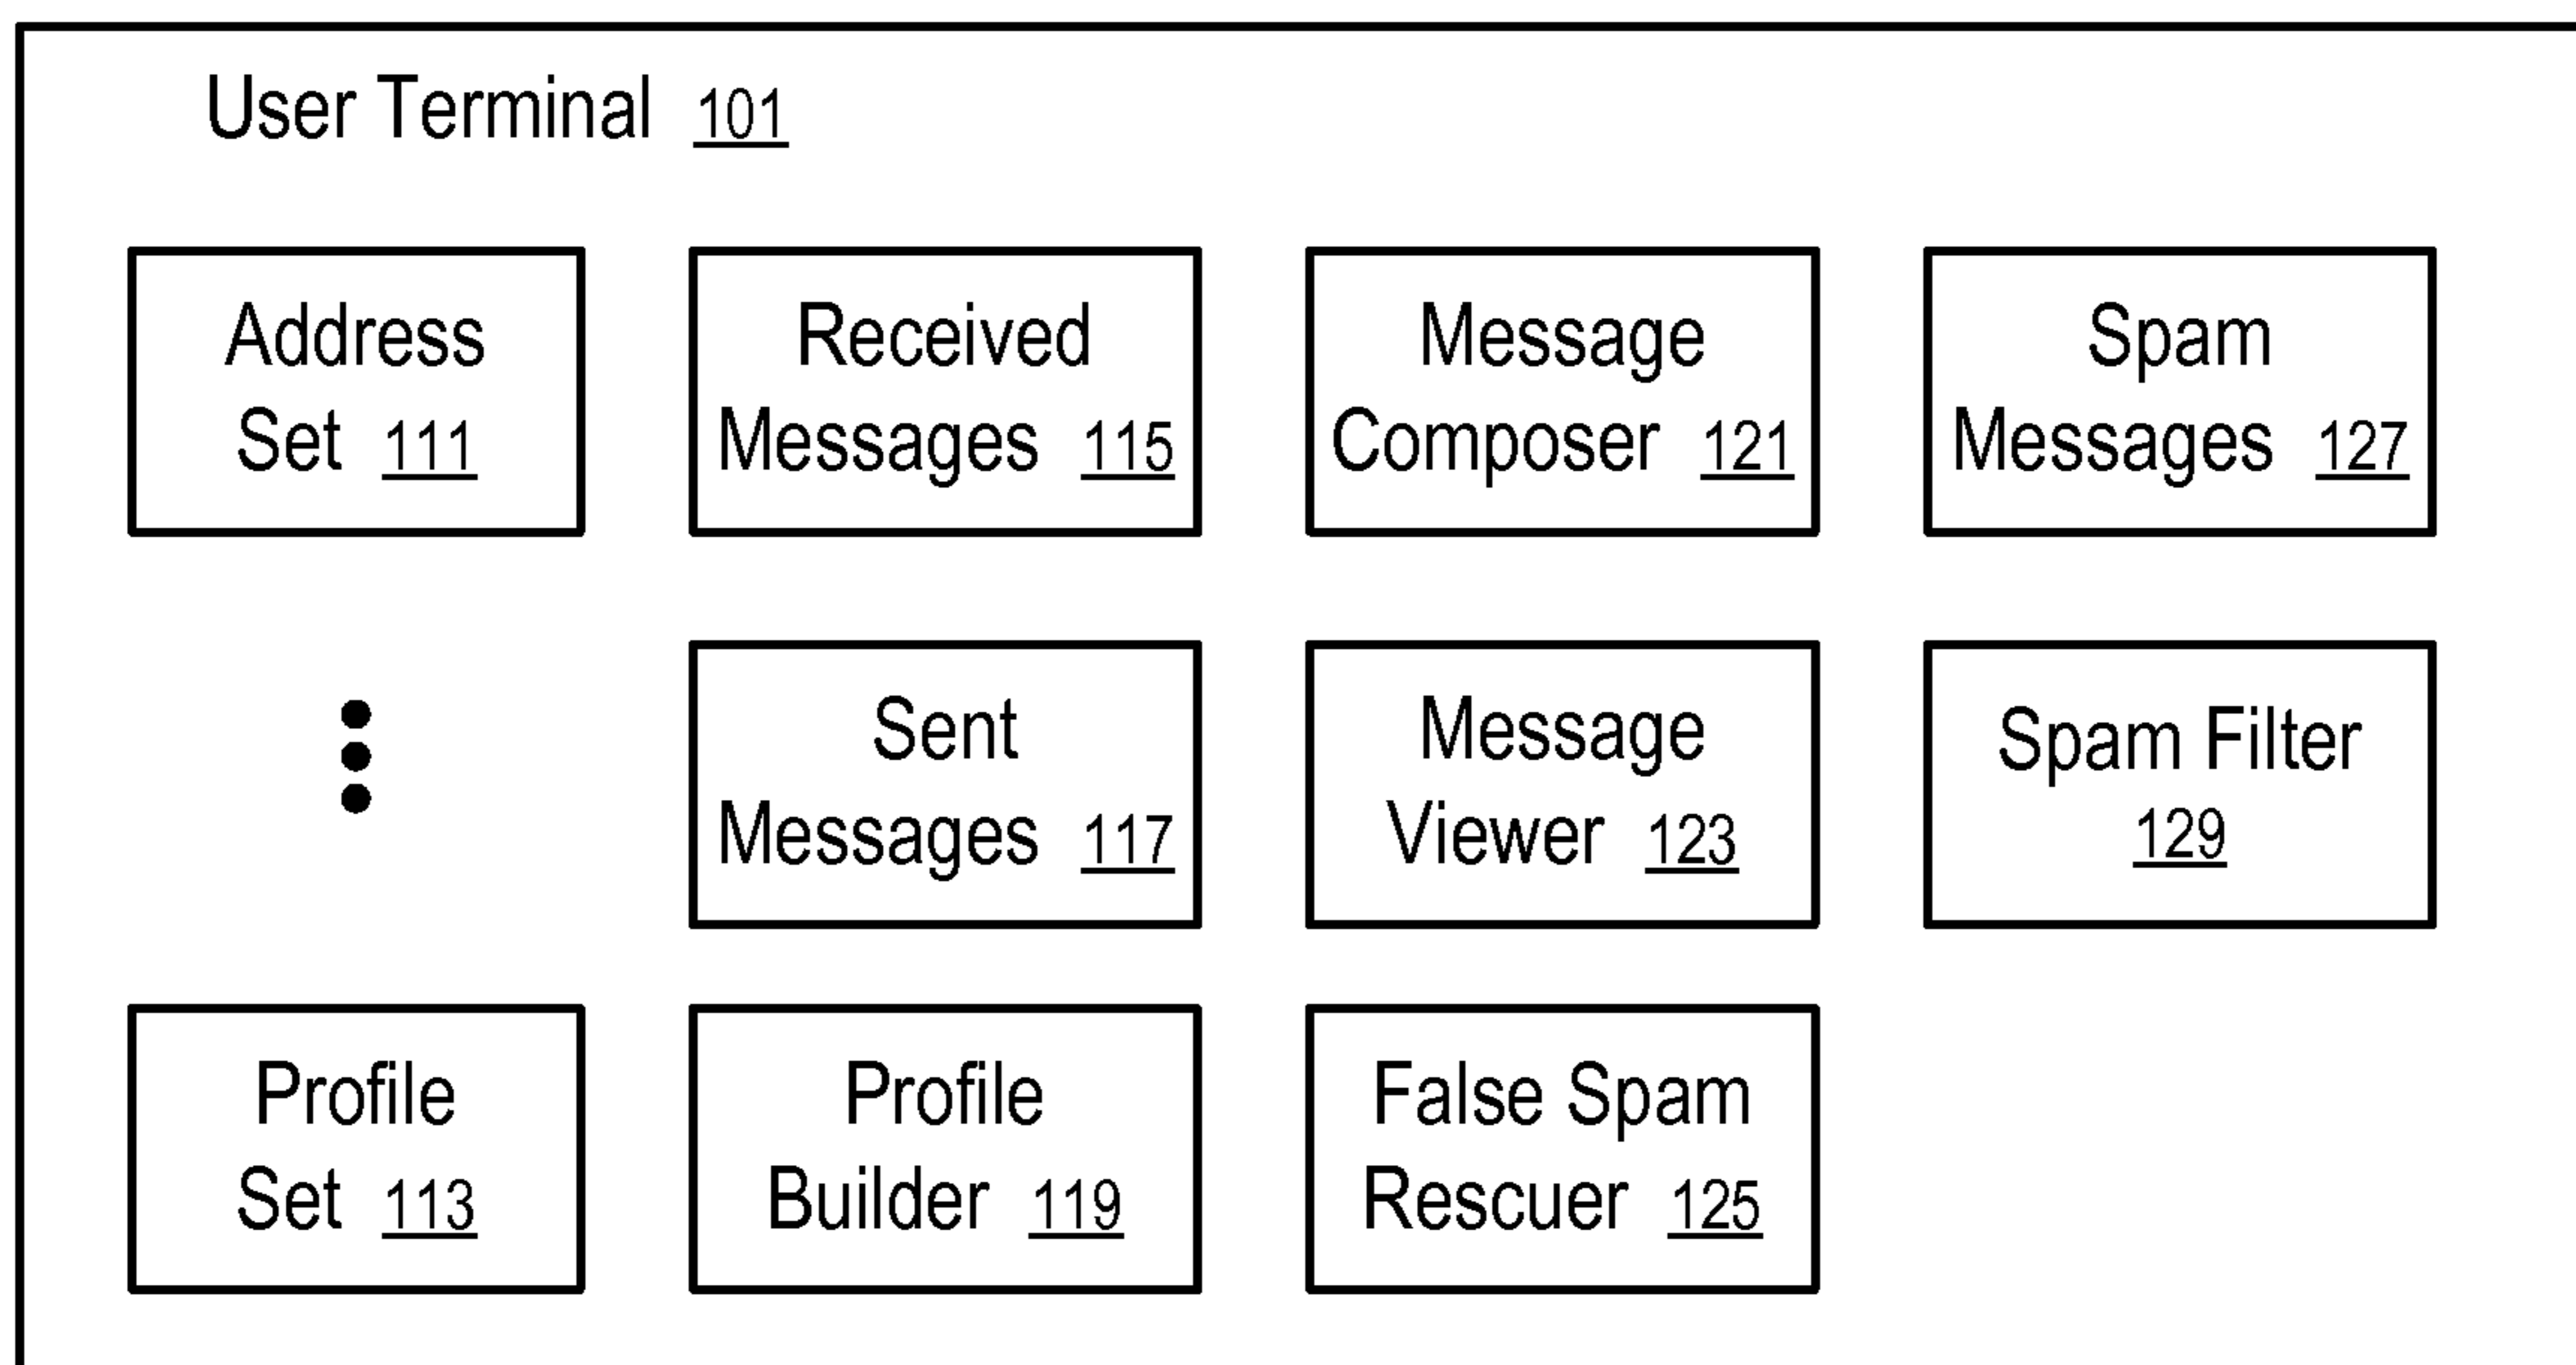 User Terminal 101
Address
Set 111
Received
Messages 115
Message
Composer 121
Spam
Messages 127
Sent
Messages 117
Message
Viewer 123
Spam Filter
129
Profile
Set 113
Profile
Builder 119
False Spam
Rescuer 125